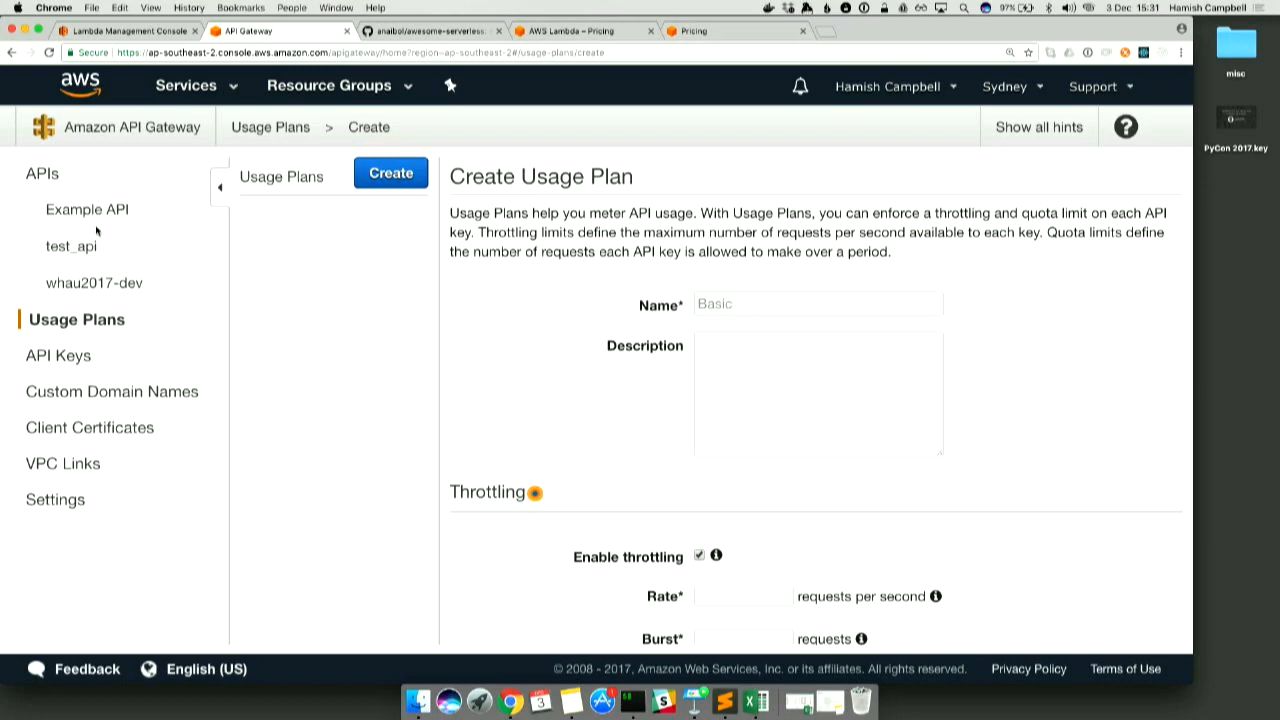 Chrome File Edit View History Bookmarks People Window Help 97% 3 Dec 15:31 Hamish Campbell
Lambda Management Console API Gateway anaibol/awesome-serverless: AWS Lambda – Pricing Pricing
Secure https://ap-southeast-2.console.aws.amazon.com/apigateway/home?region=ap-southeast-2#/usage-plans/create
misc
aws Services Resource Groups Hamish Campbell Sydney Support
Amazon API Gateway Usage Plans > Create Show all hints ?
PyCon 2017.key
APIs
Example API
test_api
whau2017-dev
Usage Plans
API Keys
Custom Domain Names
Client Certificates
VPC Links
Settings
Usage Plans Create
Create Usage Plan
Usage Plans help you meter API usage. With Usage Plans, you can enforce a throttling and quota limit on each API
key. Throttling limits define the maximum number of requests per second available to each key. Quota limits define
the number of requests each API key is allowed to make over a period.
Name* Basic
Description
Throttling
Enable throttling
Rate* requests per second
Burst* requests
Feedback English (US) © 2008 - 2017, Amazon Web Services, Inc. or its affiliates. All rights reserved. Privacy Policy Terms of Use